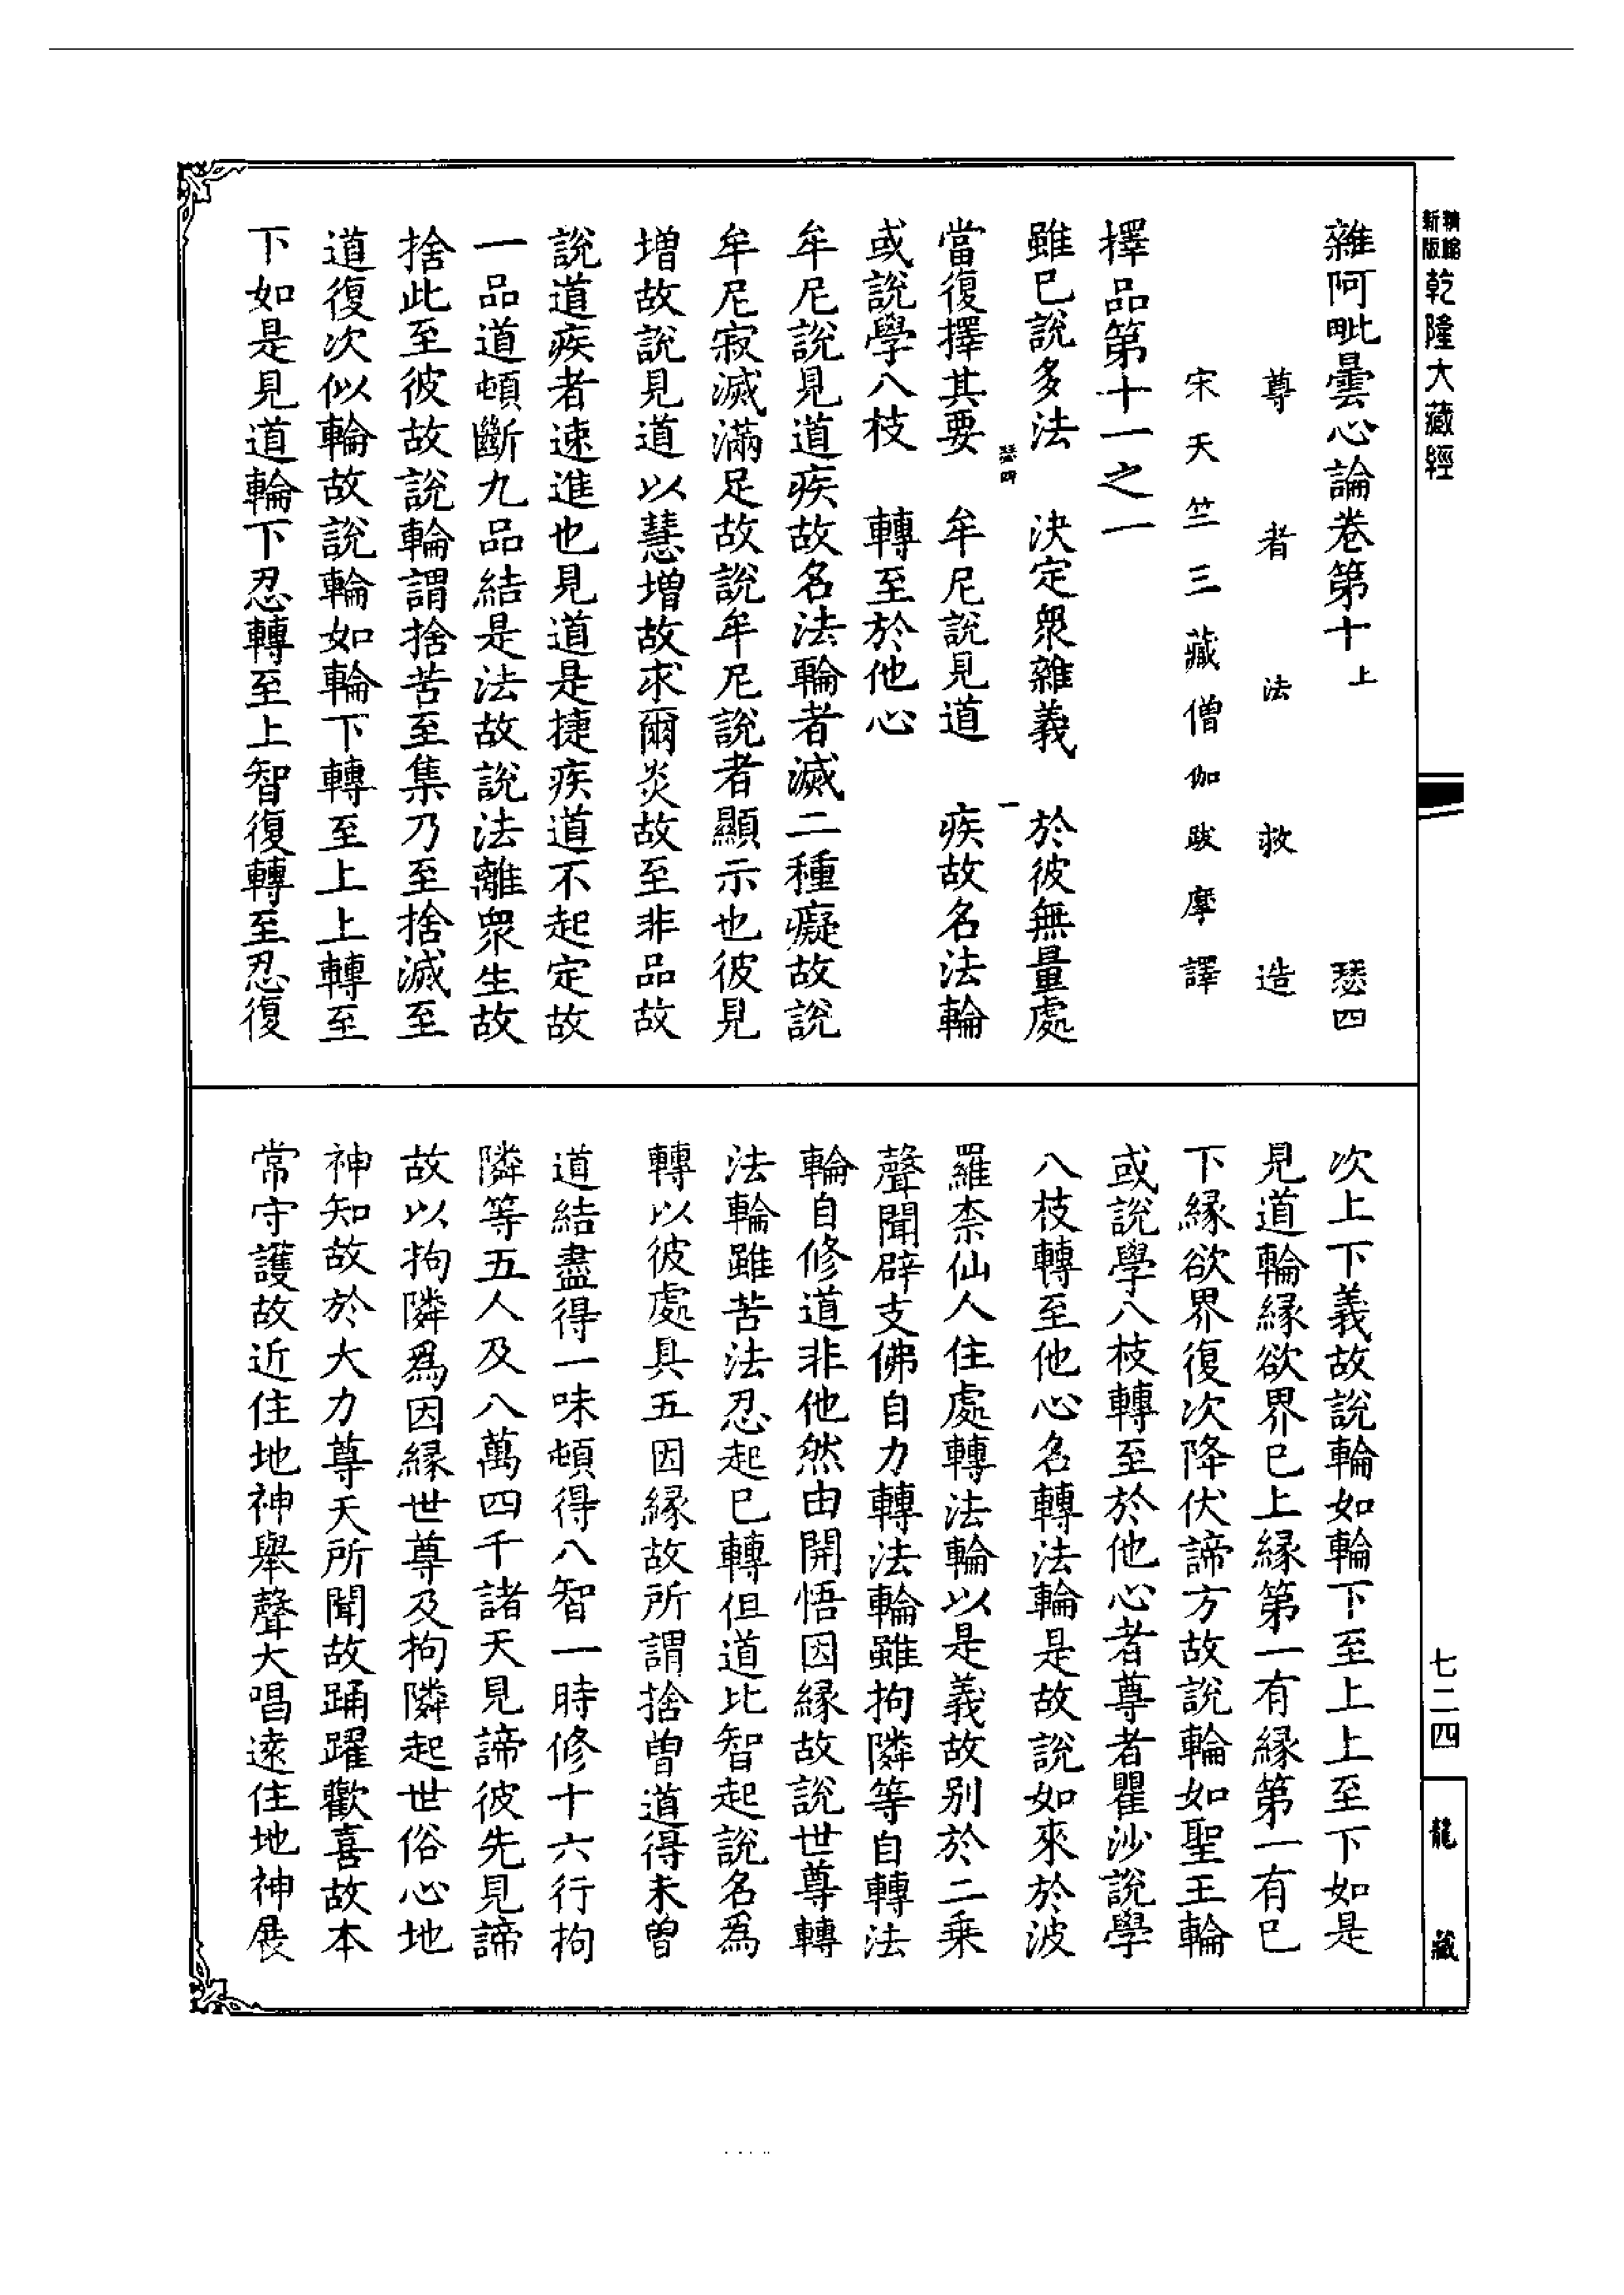 精縮新版乾隆大藏經
雜阿毗曇心論卷第十上 瑟四
尊者法救造
宋天竺三藏僧伽跋摩譯
擇品第十一之一
雖已說多法 決定衆雜義 於彼無量處
瑟四 一
當復擇其要 牟尼說見道 疾故名法輪
或說學八枝 轉至於他心
牟尼說見道疾故名法輪者滅二種癡故說
牟尼寂滅滿足故說牟尼說者顯示也彼見
增故說見道以慧增故求爾炎故至非品故
說道疾者速進也見道是捷疾道不起定故
一品道頓斷九品結是法故說法離衆生故
捨此至彼故說輪謂捨苦至集乃至捨滅至
道復次似輪故說輪如輪下轉至上上轉至
下如是見道輪下忍轉至上智復轉至忍復
次上下義故說輪如輪下至上上至下如是
見道輪緣欲界已上緣第一有緣第一有已
下緣欲界復次降伏諦方故說輪如聖王輪
或說學八枝轉至於他心者尊者瞿沙說學
八枝轉至他心名轉法輪是故說如來於波
羅柰仙人住處轉法輪以是義故别於二乘
聲聞辟支佛自力轉法輪雖拘隣等自轉法
輪自修道非他然由開悟因緣故說世尊轉
法輪雖苦法忍起已轉但道比智起說名爲
轉以彼處具五因緣故所謂捨曾道得未曾
道結盡得一味頓得八智一時修十六行拘
隣等五人及八萬四千諸天見諦彼先見諦
故以拘隣爲因緣世尊及拘隣起世俗心地
神知故於大力尊天所聞故踊躍歡喜故本
常守護故近住地神舉聲大唱遠住地神展
七二四
龍藏